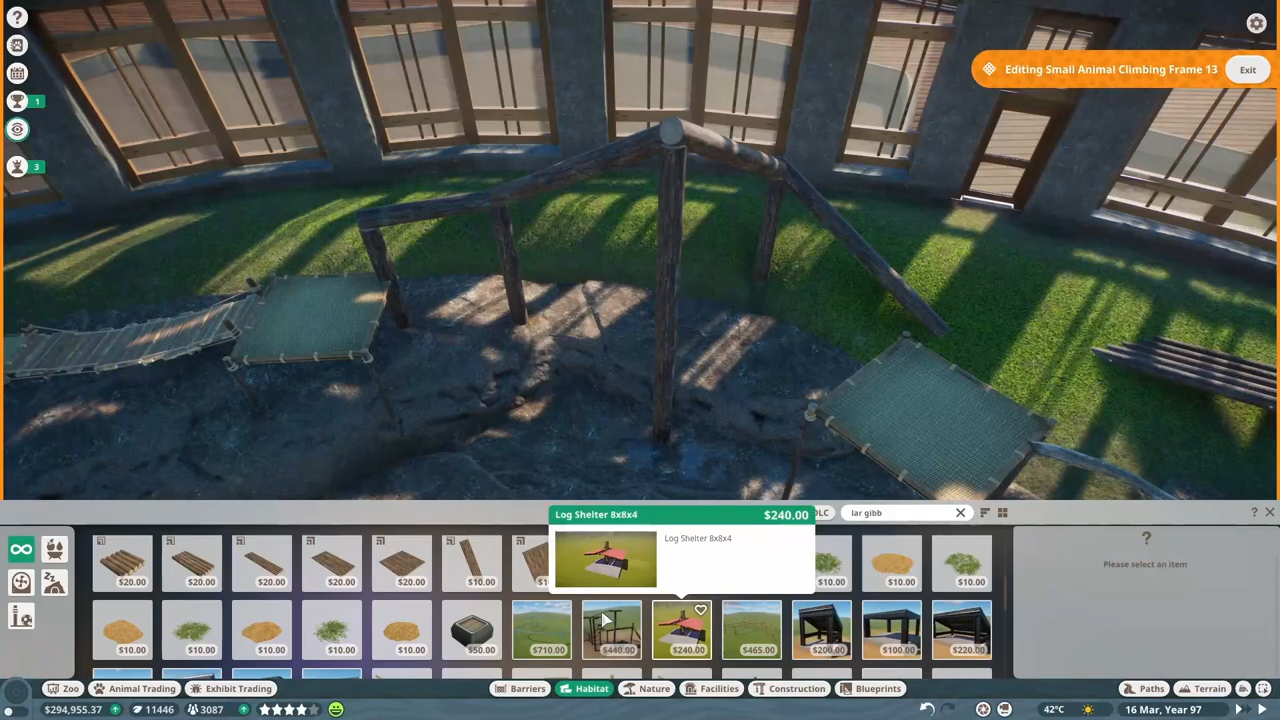 ?
Editing Small Animal Climbing Frame 13
Exit
1
3
Log Shelter 8x8x4
$240.00
Log Shelter 8x8x4
DLC
lar gibb
?
Please select an item
$20.00 $20.00 $20.00 $20.00 $20.00 $10.00 $10.00 $10.00 $10.00
$10.00 $10.00 $10.00 $10.00 $10.00 $50.00 $710.00 $440.00 $240.00 $465.00 $200.00 $100.00 $220.00
Zoo Animal Trading Exhibit Trading Barriers Habitat Nature Facilities Construction Blueprints Paths Terrain
$294,955.37 11446 3087 42°C 16 Mar, Year 97